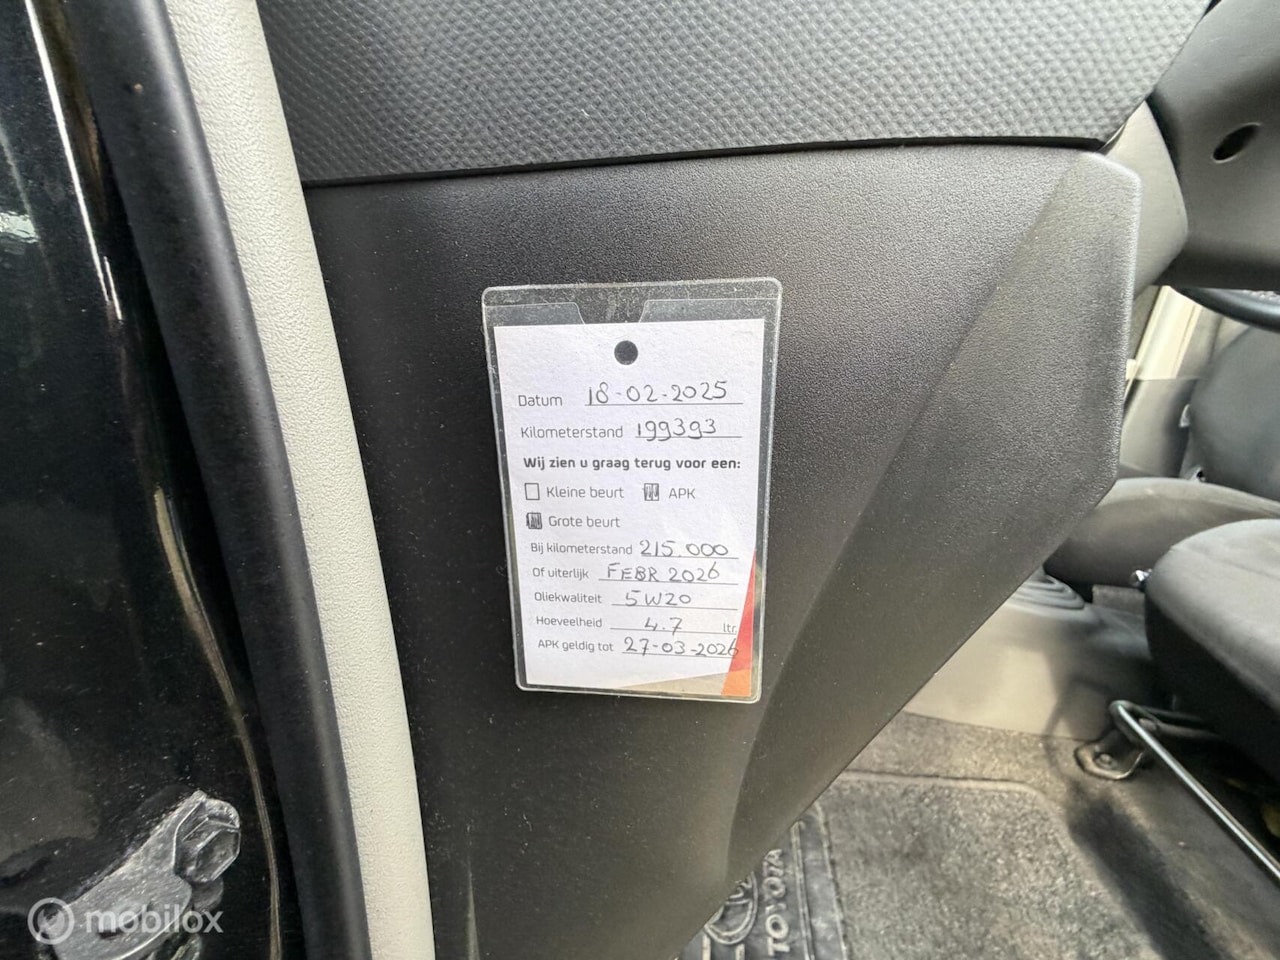 Datum 18-02-2025
Kilometerstand 199393
Wij zien u graag terug voor een:
Kleine beurt APK
Grote beurt
Bij kilometerstand 215.000
Of uiterlijk FEBR 2026
Oliekwaliteit 5W20
Hoeveelheid 4.7 ltr.
APK geldig tot 27-03-2026
TOYOTA
mobilox